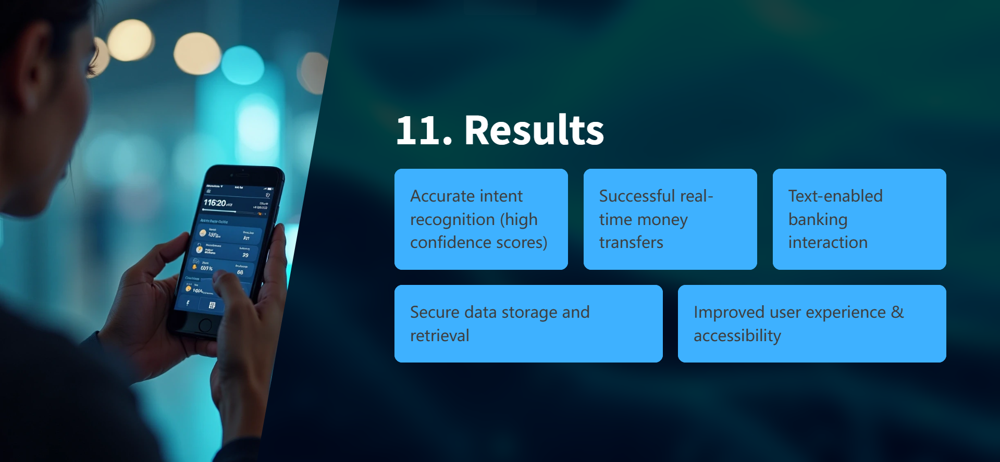 11. Results
Accurate intent
recognition (high
confidence scores)
Successful real-
time money
transfers
Text-enabled
banking
interaction
Secure data storage and
retrieval
Improved user experience &
accessibility